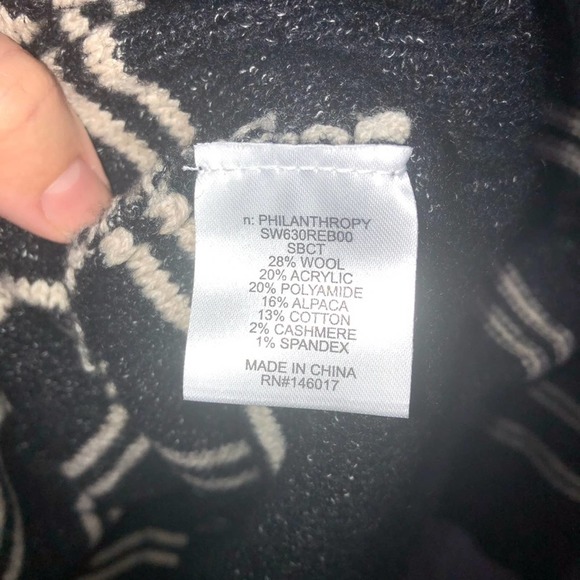 n: PHILANTHROPY
SW630REB00
SBCT
28% WOOL
20% ACRYLIC
20% POLYAMIDE
16% ALPACA
13% COTTON
2% CASHMERE
1% SPANDEX
MADE IN CHINA
RN#146017